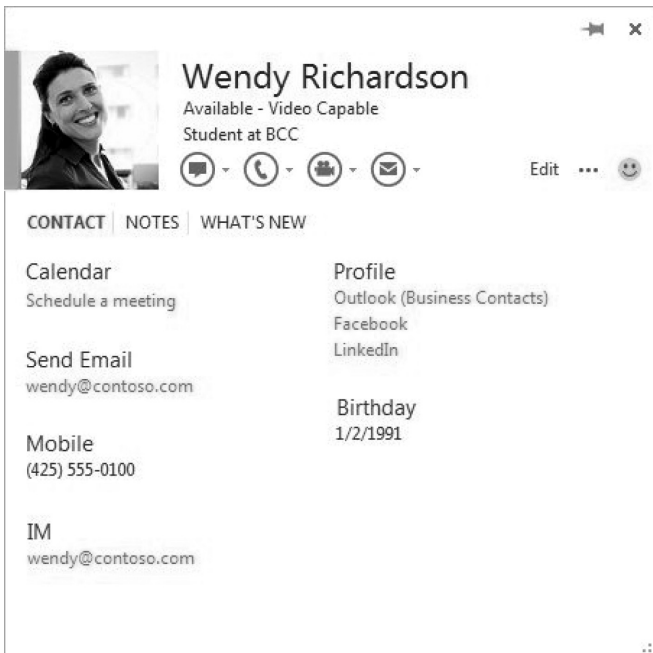 Wendy Richardson
Available - Video Capable
Student at BCC
Edit
CONTACT NOTES WHAT'S NEW
Calendar
Schedule a meeting
Send Email
wendy@contoso.com
Mobile
(425) 555-0100
IM
wendy@contoso.com
Profile
Outlook (Business Contacts)
Facebook
LinkedIn
Birthday
1/2/1991